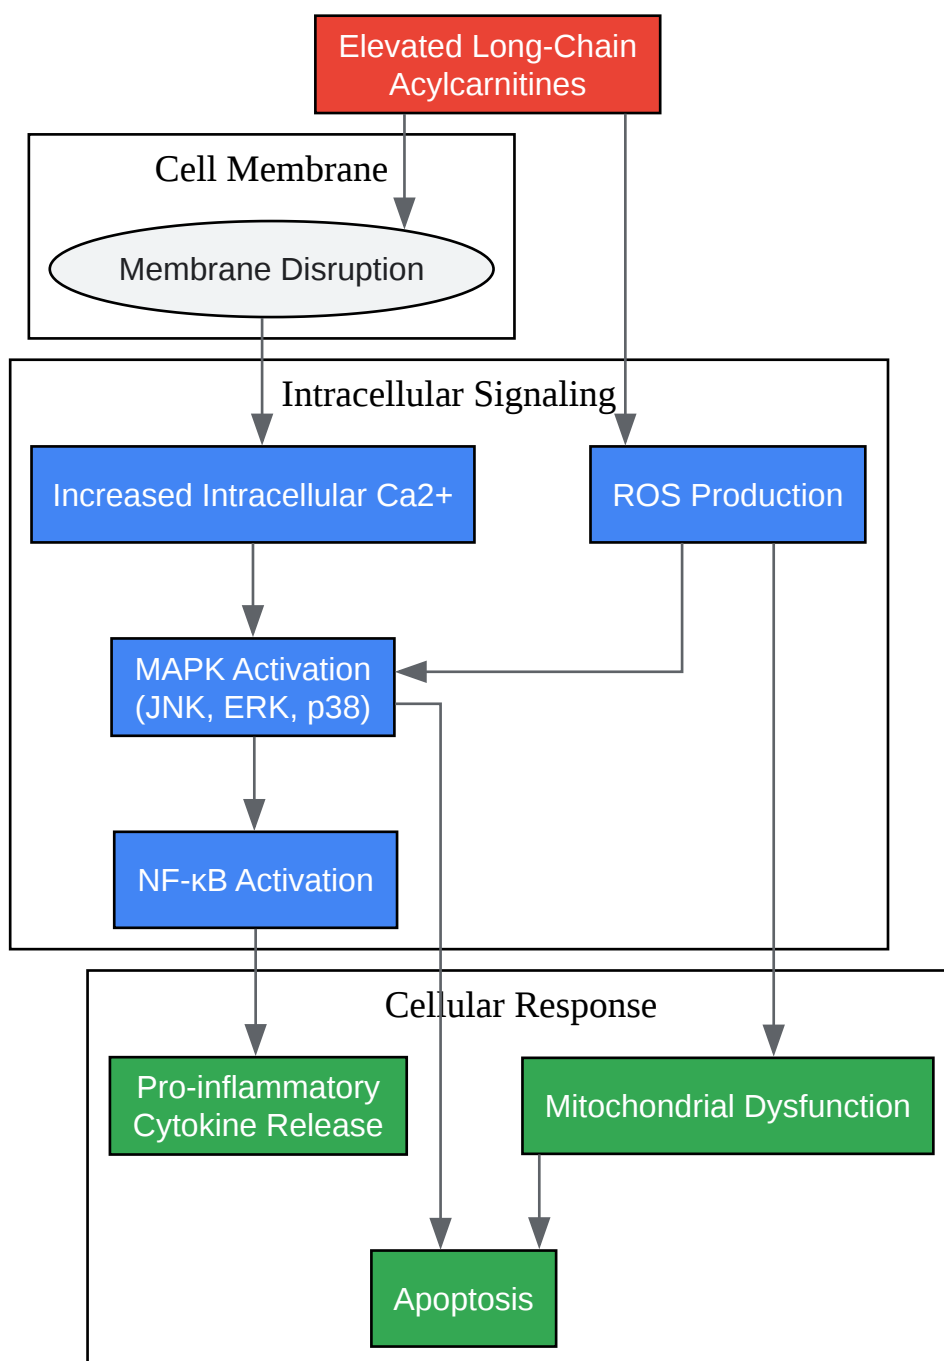 Elevated Long-Chain
Acylcarnitines
Cell Membrane
Membrane Disruption
Intracellular Signaling
Increased Intracellular Ca2+
ROS Production
MAPK Activation
(JNK, ERK, p38)
NF-κB Activation
Cellular Response
Pro-inflammatory
Cytokine Release
Mitochondrial Dysfunction
Apoptosis